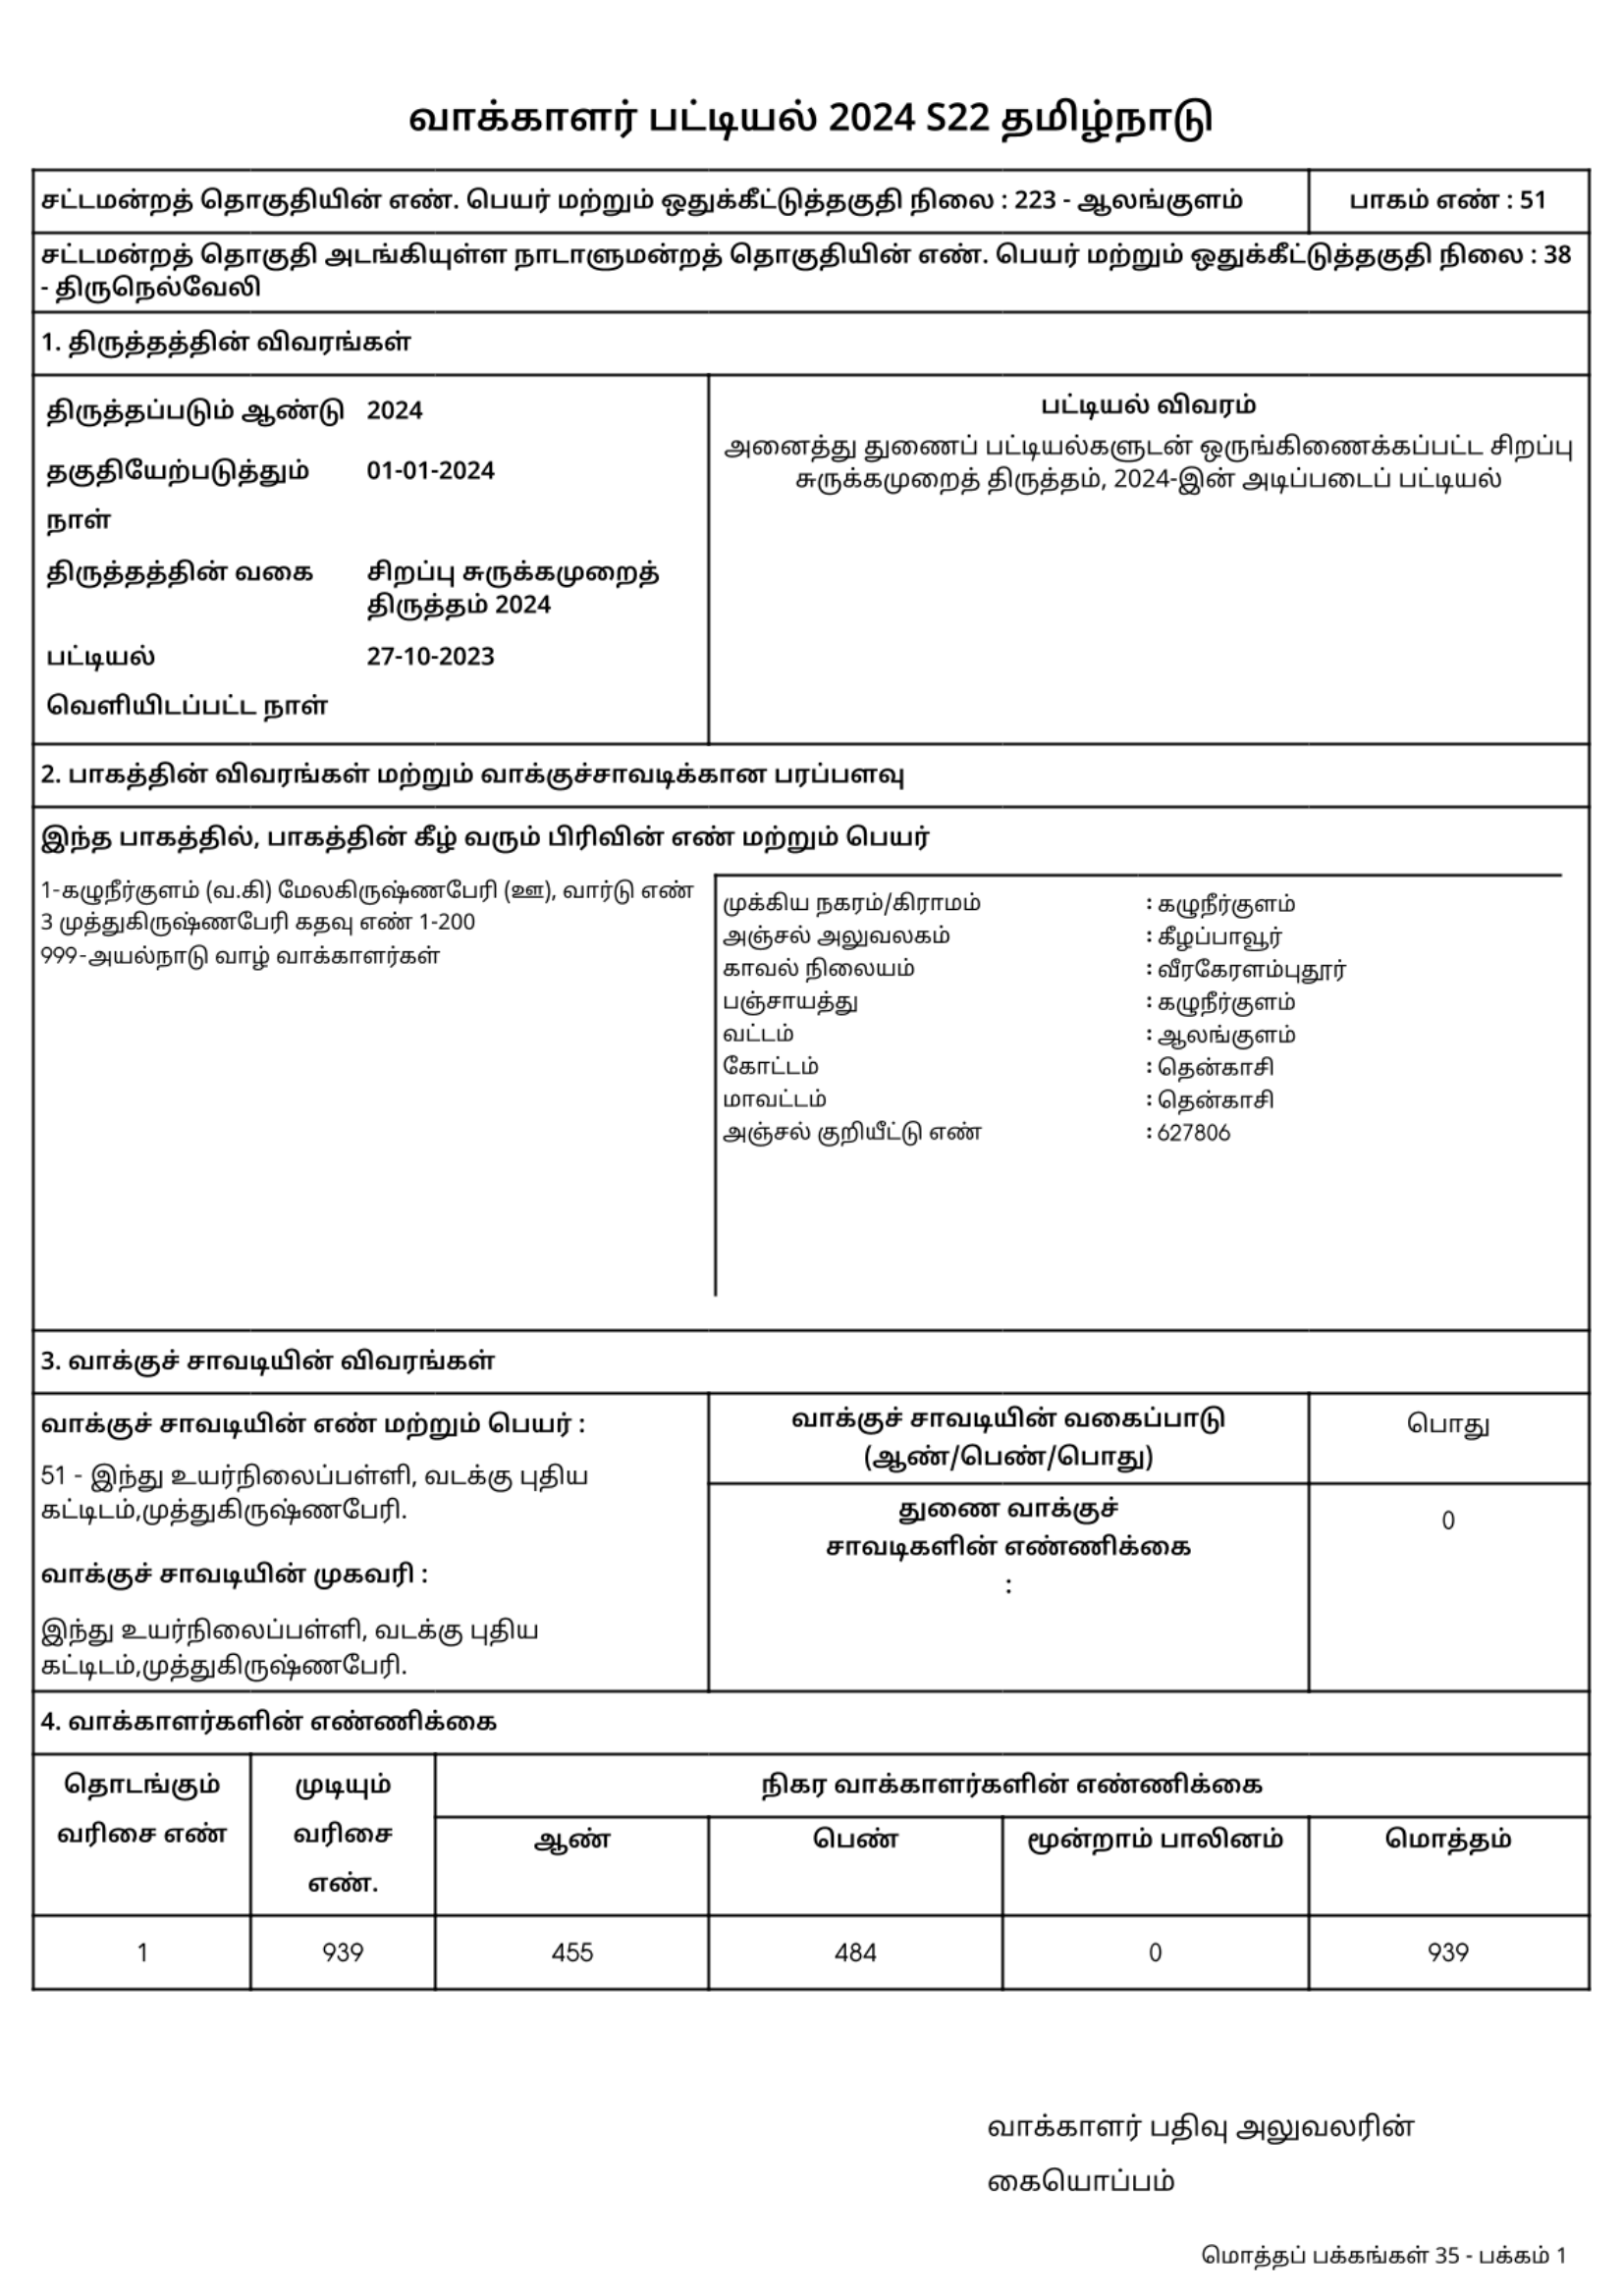 வாக்காளர் பட்டியல் 2024 S22 தமிழ்நாடு
சட்டமன்றத் தொகுதியின் எண். பெயர் மற்றும் ஒதுக்கீட்டுத்தகுதி நிலை : 223 - ஆலங்குளம்
பாகம் எண் : 51
சட்டமன்றத் தொகுதி அடங்கியுள்ள நாடாளுமன்றத் தொகுதியின் எண். பெயர் மற்றும் ஒதுக்கீட்டுத்தகுதி நிலை : 38
- திருநெல்வேலி
1. திருத்தத்தின் விவரங்கள்
திருத்தப்படும் ஆண்டு 2024
தகுதியேற்படுத்தும் 01-01-2024
நாள்
திருத்தத்தின் வகை சிறப்பு சுருக்கமுறைத்
திருத்தம் 2024
பட்டியல் 27-10-2023
வெளியிடப்பட்ட நாள்
பட்டியல் விவரம்
அனைத்து துணைப் பட்டியல்களுடன் ஒருங்கிணைக்கப்பட்ட சிறப்பு
சுருக்கமுறைத் திருத்தம், 2024-இன் அடிப்படைப் பட்டியல்
2. பாகத்தின் விவரங்கள் மற்றும் வாக்குச்சாவடிக்கான பரப்பளவு
இந்த பாகத்தில், பாகத்தின் கீழ் வரும் பிரிவின் எண் மற்றும் பெயர்
1-கழுநீர்குளம் (வ.கி) மேலகிருஷ்ணபேரி (ஊ), வார்டு எண்
3 முத்துகிருஷ்ணபேரி கதவு எண் 1-200
999-அயல்நாடு வாழ் வாக்காளர்கள்
முக்கிய நகரம்/கிராமம் : கழுநீர்குளம்
அஞ்சல் அலுவலகம் : கீழப்பாவூர்
காவல் நிலையம் : வீரகேரளம்புதூர்
பஞ்சாயத்து : கழுநீர்குளம்
வட்டம் : ஆலங்குளம்
கோட்டம் : தென்காசி
மாவட்டம் : தென்காசி
அஞ்சல் குறியீட்டு எண் : 627806
3. வாக்குச் சாவடியின் விவரங்கள்
வாக்குச் சாவடியின் எண் மற்றும் பெயர் :
51 - இந்து உயர்நிலைப்பள்ளி, வடக்கு புதிய
கட்டிடம்,முத்துகிருஷ்ணபேரி.
வாக்குச் சாவடியின் முகவரி :
இந்து உயர்நிலைப்பள்ளி, வடக்கு புதிய
கட்டிடம்,முத்துகிருஷ்ணபேரி.
வாக்குச் சாவடியின் வகைப்பாடு
(ஆண்/பெண்/பொது)
பொது
துணை வாக்குச்
சாவடிகளின் எண்ணிக்கை
:
0
4. வாக்காளர்களின் எண்ணிக்கை
தொடங்கும்
வரிசை எண்
முடியும்
வரிசை
எண்.
நிகர வாக்காளர்களின் எண்ணிக்கை
ஆண் பெண் மூன்றாம் பாலினம் மொத்தம்
1 939 455 484 0 939
வாக்காளர் பதிவு அலுவலரின்
கையொப்பம்
மொத்தப் பக்கங்கள் 35 - பக்கம் 1